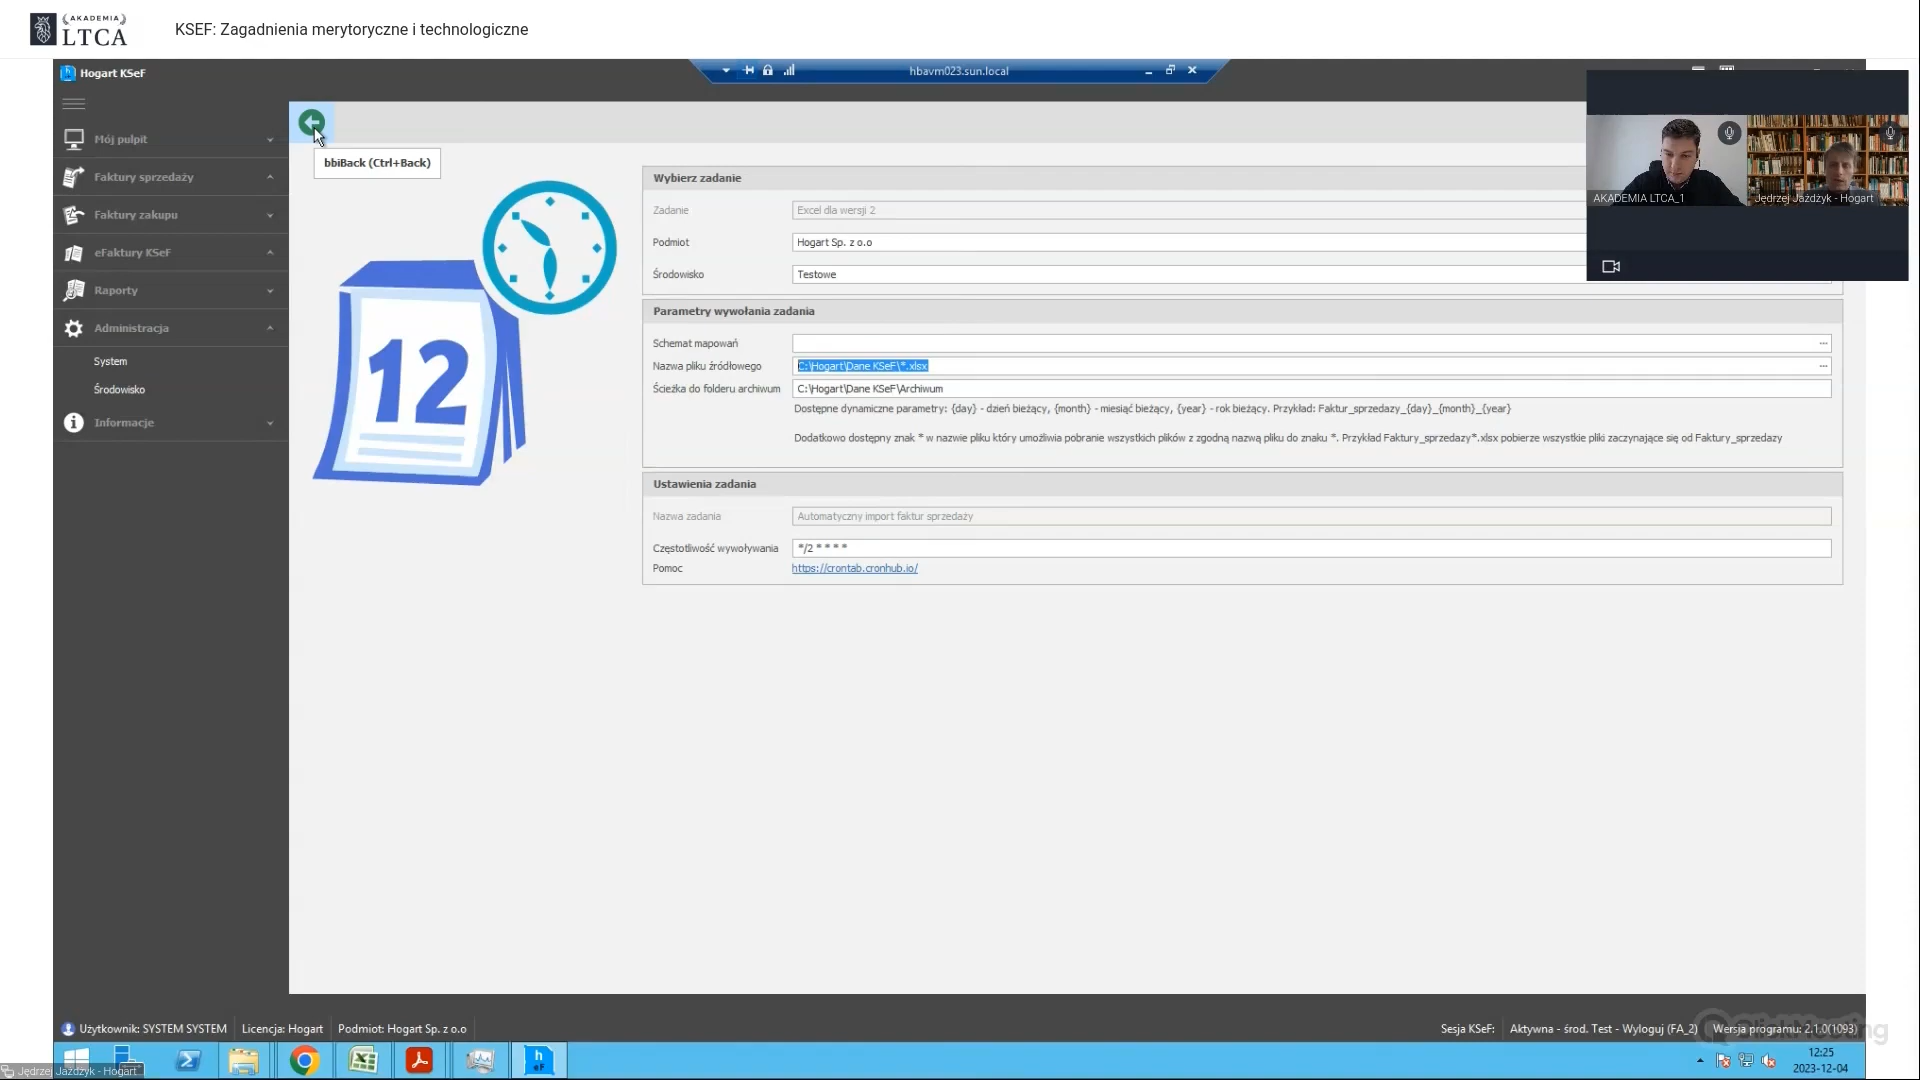 AKADEMIA
LTCA
KSEF: Zagadnienia merytoryczne i technologiczne
Hogart KSeF
hbavm023.sun.local
Mój pulpit
Faktury sprzedaży
Faktury zakupu
eFaktury KSeF
Raporty
Administracja
System
Środowisko
Informacje
bbiBack (Ctrl+Back)
12
Wybierz zadanie
Zadanie
Excel dla wersji 2
Podmiot
Hogart Sp. z o.o
Środowisko
Testowe
Parametry wywołania zadania
Schemat mapowań
Nazwa pliku źródłowego
C:\Hogart\Dane KSeF\*.xlsx
Ścieżka do folderu archiwum
C:\Hogart\Dane KSeF\Archiwum
Dostępne dynamiczne parametry: {day} - dzień bieżący, {month} - miesiąć bieżący, {year} - rok bieżący. Przykład: Faktur_sprzedazy_{day}_{month}_{year}
Dodatkowo dostępny znak * w nazwie pliku który umożliwia pobranie wszystkich plików z zgodną nazwą pliku do znaku *. Przykład Faktury_sprzedazy*.xlsx pobierze wszystkie pliki zaczynające się od Faktury_sprzedazy
Ustawienia zadania
Nazwa zadania
Automatyczny import faktur sprzedaży
Częstotliwość wywoływania
*/2 * * * *
Pomoc
https://crontab.cronhub.io/
AKADEMIA LTCA_1
Jędrzej Jażdżyk - Hogart
Użytkownik: SYSTEM SYSTEM
Licencja: Hogart
Podmiot: Hogart Sp. z o.o
Sesja KSeF:
Aktywna - środ. Test - Wyloguj (FA_2)
Wersja programu: 2.1.0(1093)
ClickMeeting
h
eF
12:25
2023-12-04
Jędrzej Jażdżyk - Hogart